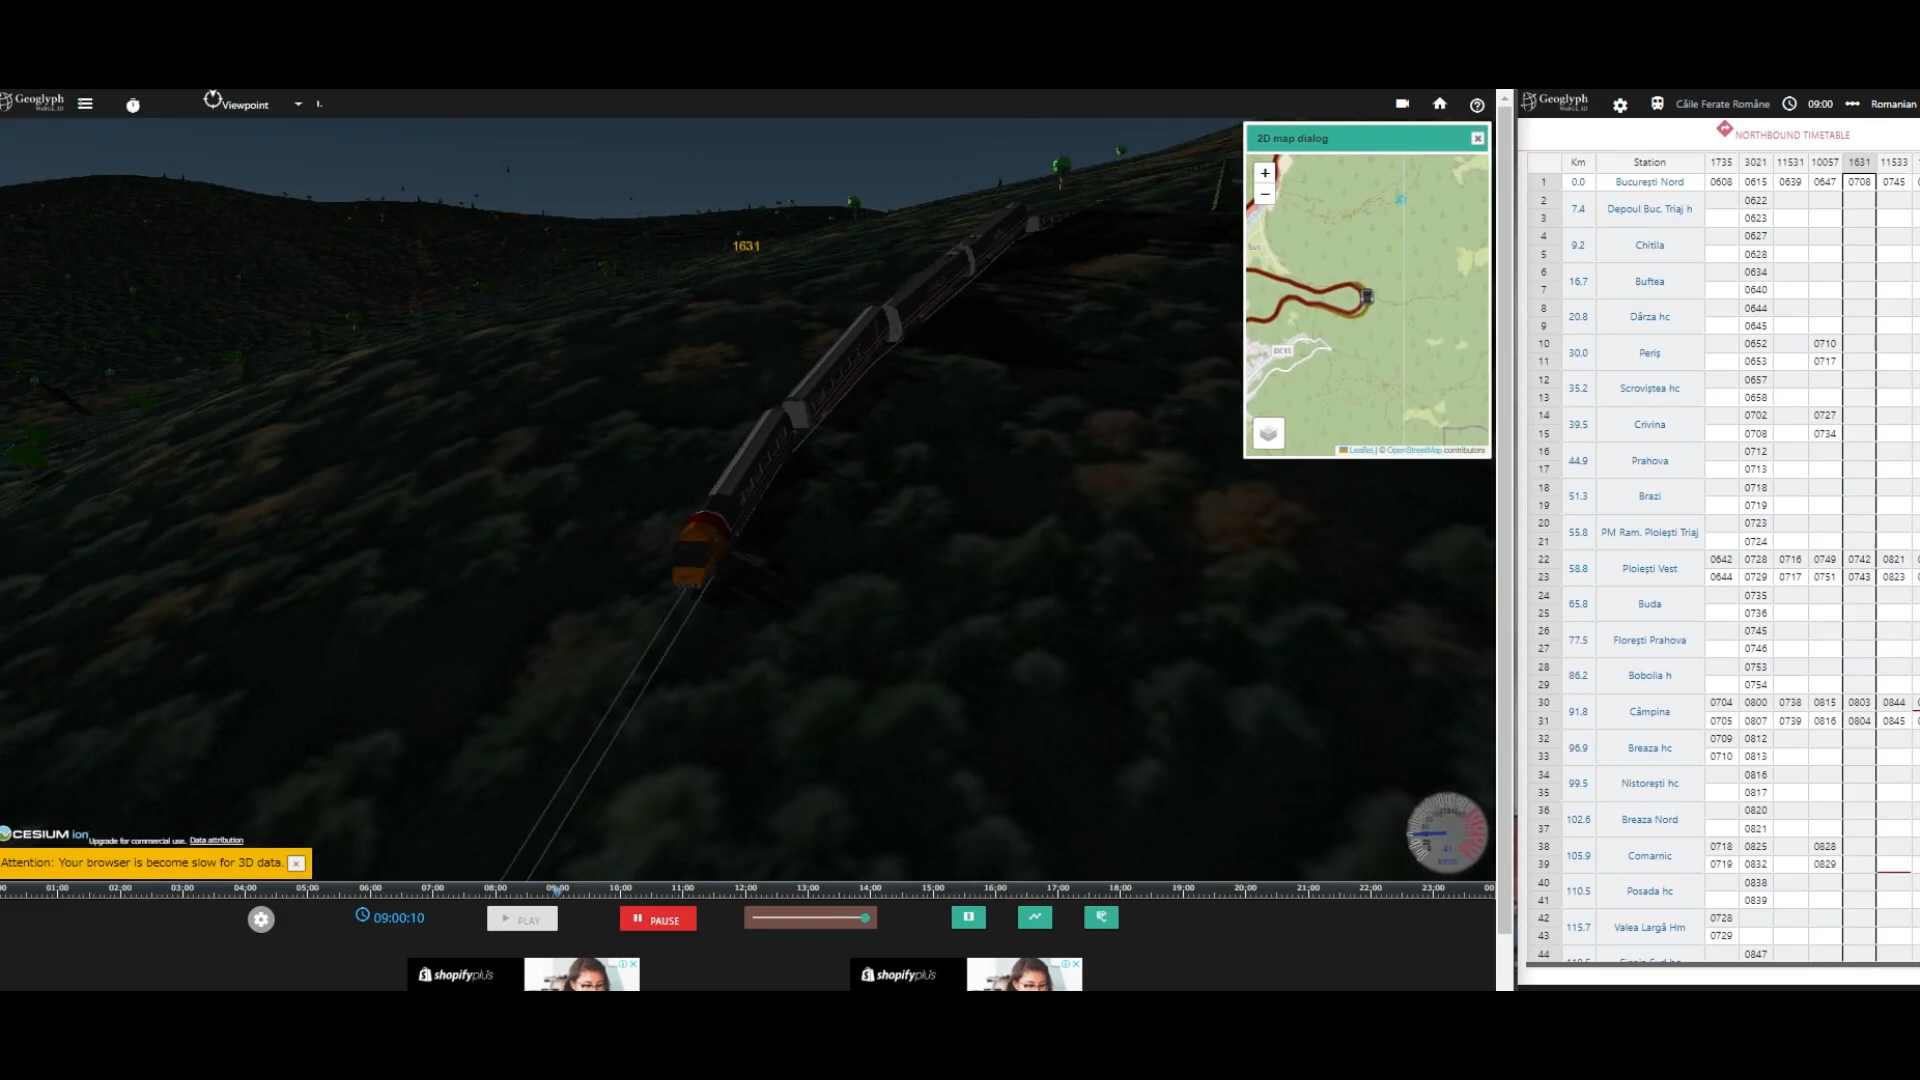 Geoglyph
WebGL 3D
Viewpoint
1631
2D map dialog
+
−
DC15
Leaflet | © OpenStreetMap contributors
CESIUM ion
Upgrade for commercial use. Data attribution
Attention: Your browser is become slow for 3D data. ×
km/h
01:00 02:00 03:00 04:00 05:00 06:00 07:00 08:00 09:00 10:00 11:00 12:00 13:00 14:00 15:00 16:00 17:00 18:00 19:00 20:00 21:00 22:00 23:00 00
09:00:10
PLAY
PAUSE
shopifyplus
shopifyplus
Geoglyph
WebGL 3D
Căile Ferate Române 09:00 Romanian
NORTHBOUND TIMETABLE
Km Station 1735 3021 11531 10057 1631 11533
1 0.0 București Nord 0608 0615 0639 0647 0708 0745
2 7.4 Depoul Buc. Triaj h 0622
3 0623
4 9.2 Chitila 0627
5 0628
6 16.7 Buftea 0634
7 0640
8 20.8 Dârza hc 0644
9 0645
10 30.0 Periș 0652 0710
11 0653 0717
12 35.2 Scroviștea hc 0657
13 0658
14 39.5 Crivina 0702 0727
15 0708 0734
16 44.9 Prahova 0712
17 0713
18 51.3 Brazi 0718
19 0719
20 55.8 PM Ram. Ploiești Triaj 0723
21 0724
22 58.8 Ploiești Vest 0642 0728 0716 0749 0742 0821
23 0644 0729 0717 0751 0743 0823
24 65.8 Buda 0735
25 0736
26 77.5 Florești Prahova 0745
27 0746
28 86.2 Bobolia h 0753
29 0754
30 91.8 Câmpina 0704 0800 0738 0815 0803 0844
31 0705 0807 0739 0816 0804 0845
32 96.9 Breaza hc 0709 0812
33 0710 0813
34 99.5 Nistorești hc 0816
35 0817
36 102.6 Breaza Nord 0820
37 0821
38 105.9 Comarnic 0718 0825 0828
39 0719 0832 0829
40 110.5 Posada hc 0838
41 0839
42 115.7 Valea Largă Hm 0728
43 0729
44 0847